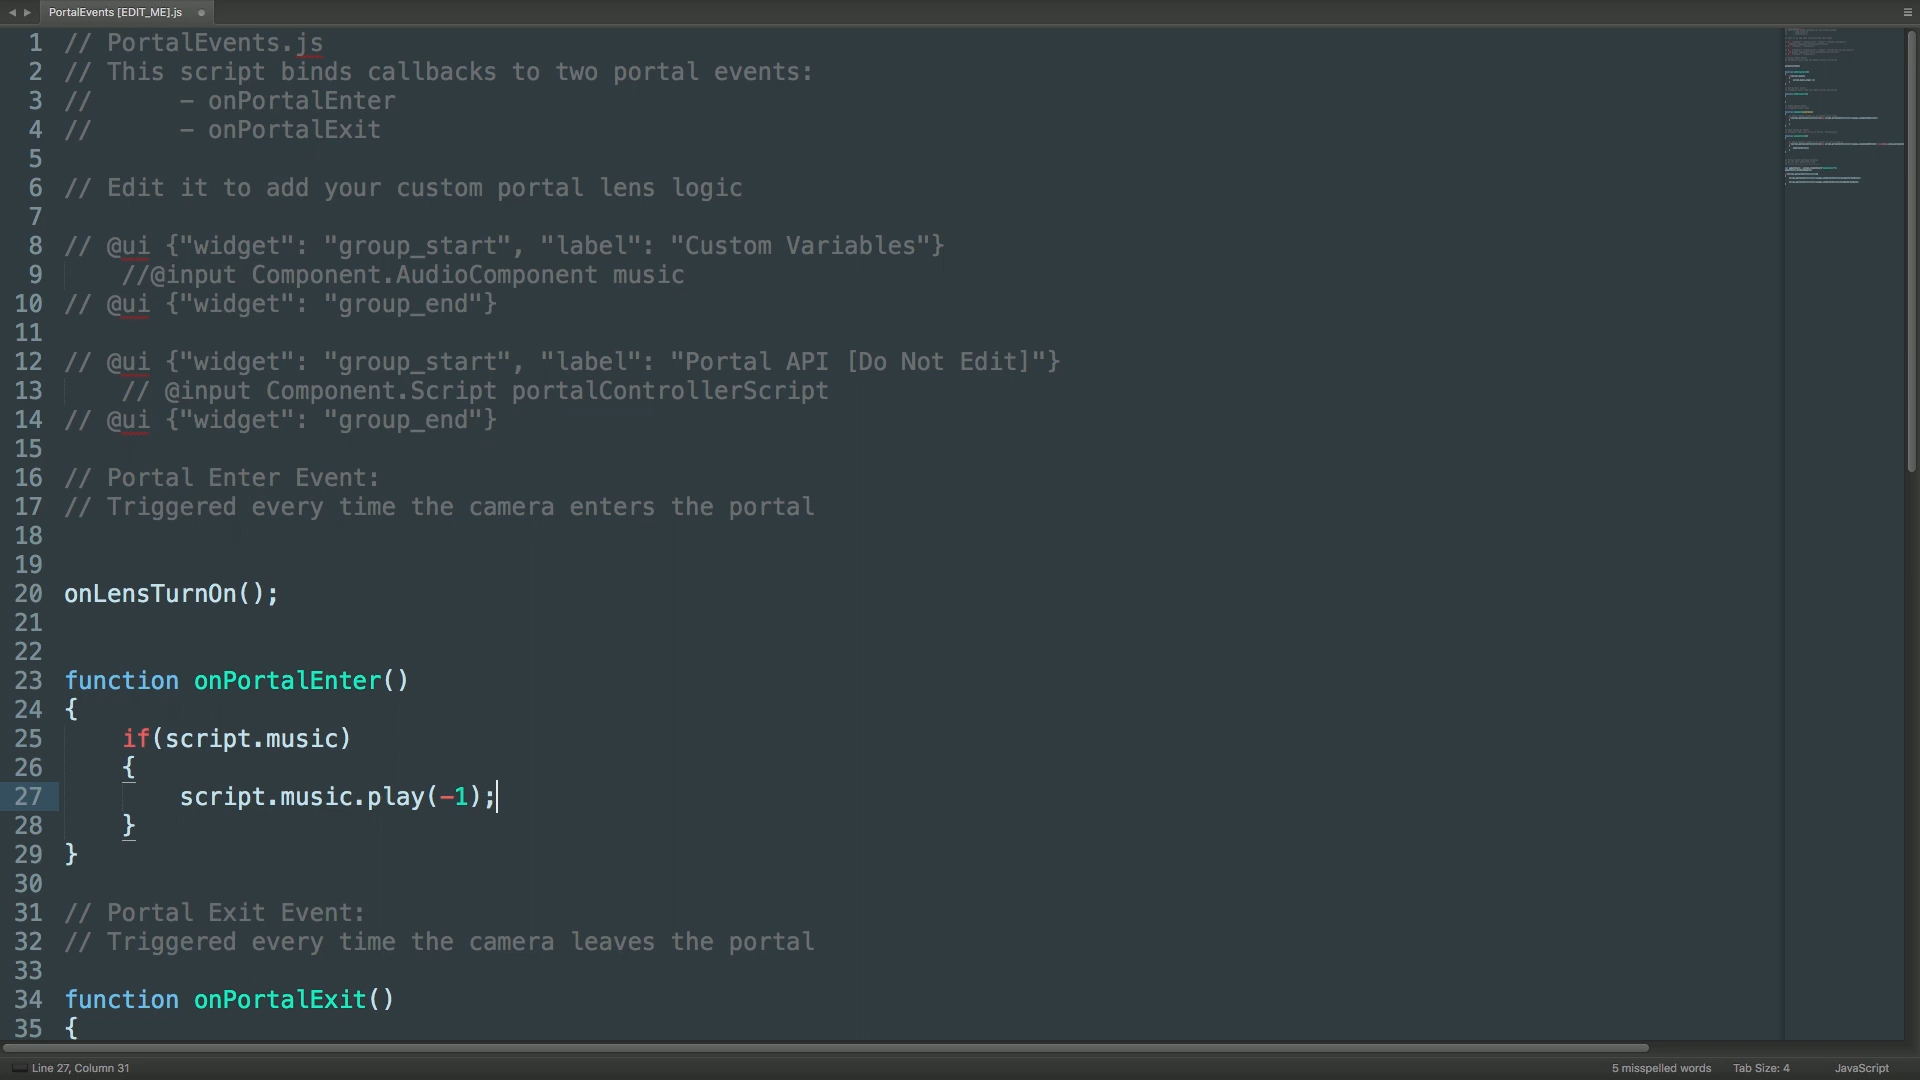 PortalEvents [EDIT_ME].js
1 // PortalEvents.js
2 // This script binds callbacks to two portal events:
3 //      - onPortalEnter
4 //      - onPortalExit
5
6 // Edit it to add your custom portal lens logic
7
8 // @ui {"widget": "group_start", "label": "Custom Variables"}
9     //@input Component.AudioComponent music
10 // @ui {"widget": "group_end"}
11
12 // @ui {"widget": "group_start", "label": "Portal API [Do Not Edit]"}
13     // @input Component.Script portalControllerScript
14 // @ui {"widget": "group_end"}
15
16 // Portal Enter Event:
17 // Triggered every time the camera enters the portal
18
19
20 onLensTurnOn();
21
22
23 function onPortalEnter()
24 {
25     if(script.music)
26     {
27         script.music.play(-1);
28     }
29 }
30
31 // Portal Exit Event:
32 // Triggered every time the camera leaves the portal
33
34 function onPortalExit()
35 {
Line 27, Column 31
5 misspelled words
Tab Size: 4
JavaScript